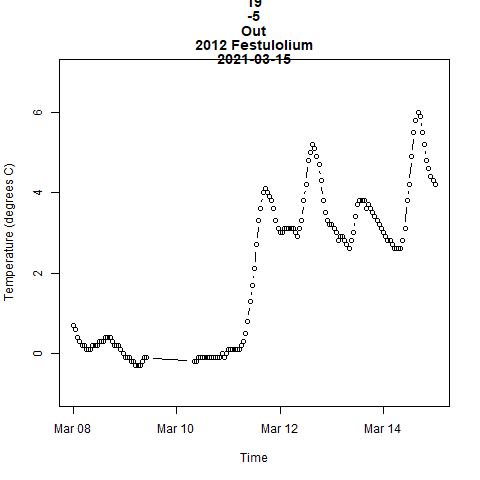 19
-5
Out
2012 Festulolium
2021-03-15
Temperature (degrees C)
6
4
2
0
Mar 08 Mar 10 Mar 12 Mar 14
Time